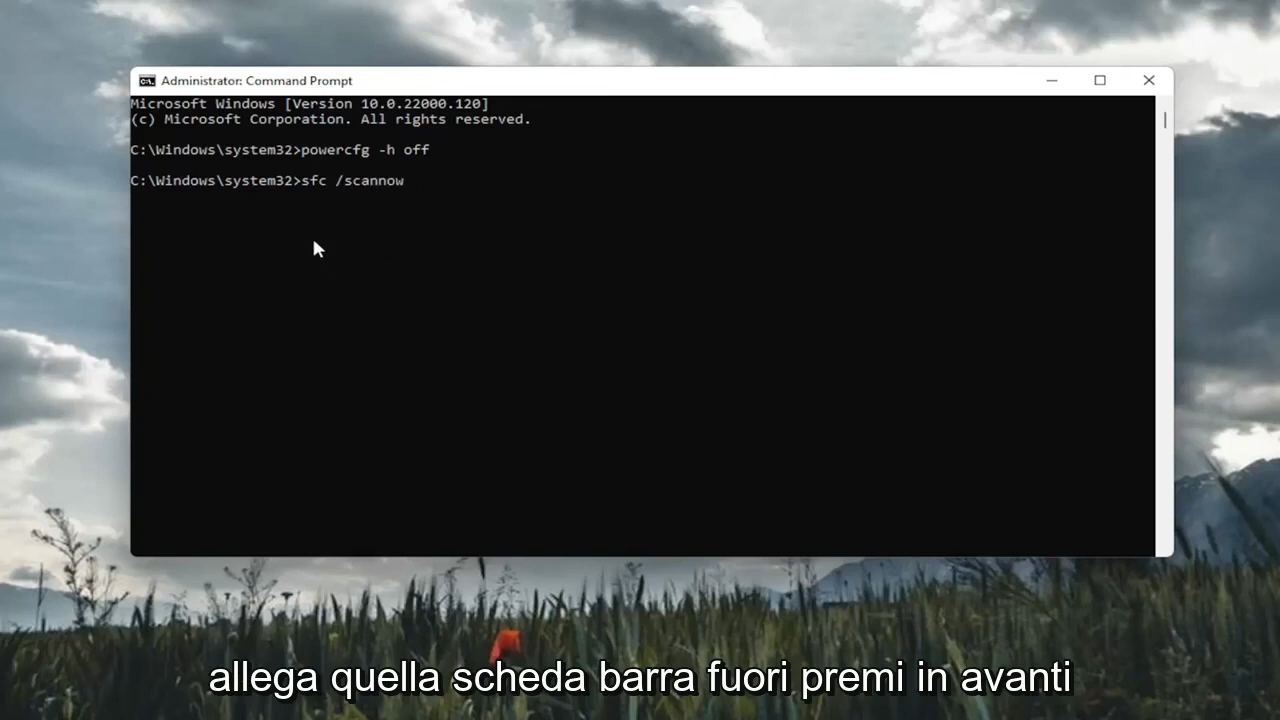 Administrator: Command Prompt
Microsoft Windows [Version 10.0.22000.120]
(c) Microsoft Corporation. All rights reserved.
C:\Windows\system32>powercfg -h off
C:\Windows\system32>sfc /scannow
allega quella scheda barra fuori premi in avanti